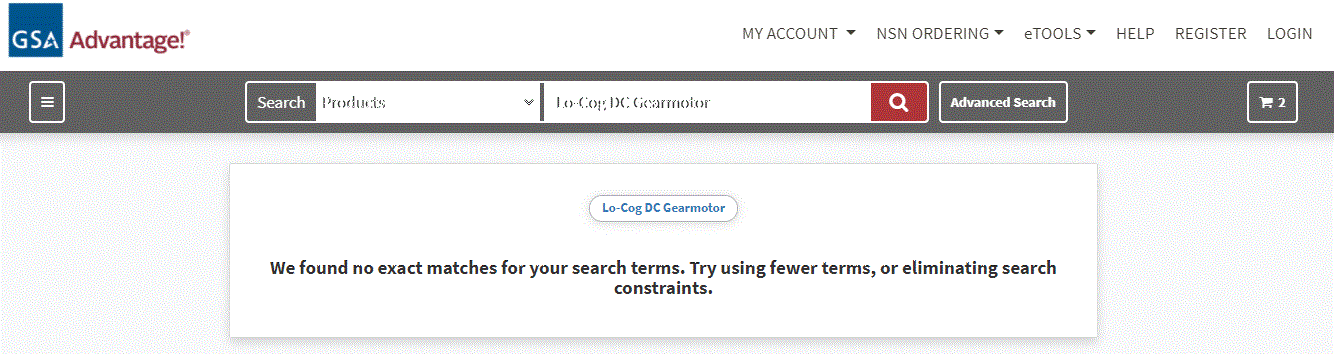 GSA Advantage!®
MY ACCOUNT NSN ORDERING eTOOLS HELP REGISTER LOGIN
Search Products Lo-Cog DC Gearmotor Advanced Search 2
Lo-Cog DC Gearmotor
We found no exact matches for your search terms. Try using fewer terms, or eliminating search
constraints.